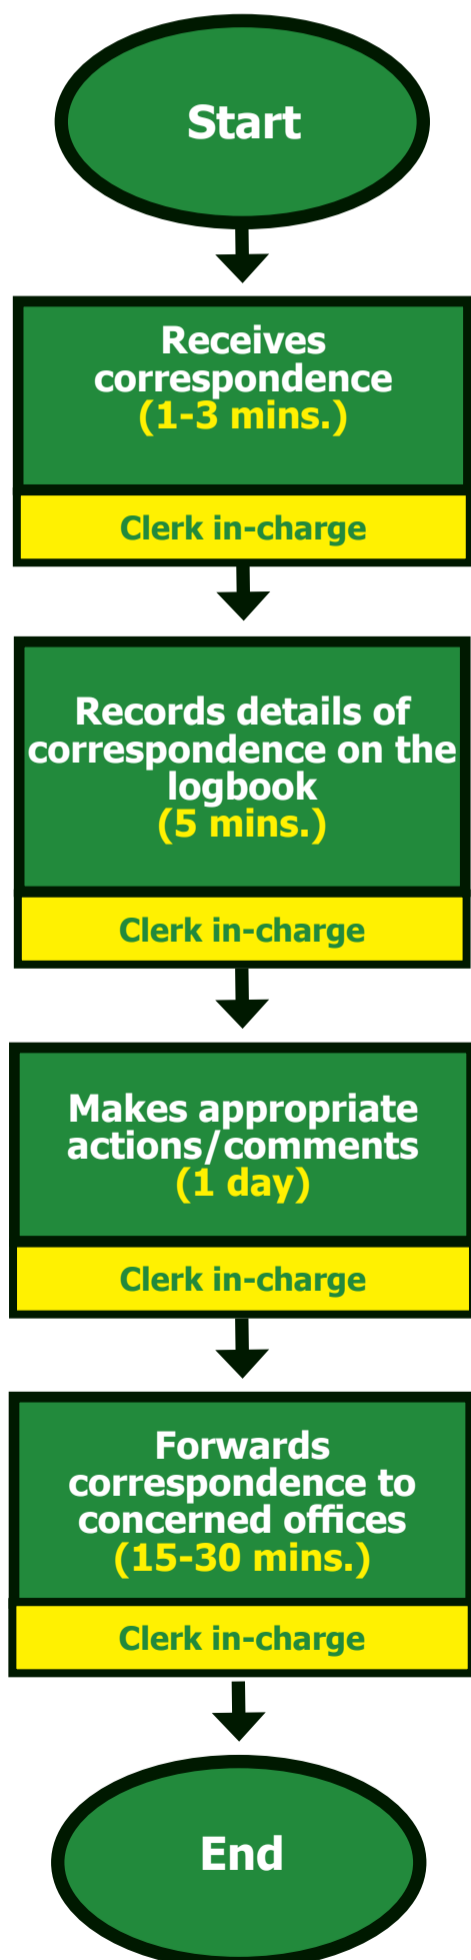 Start
Receives
correspondence
(1-3 mins.)
Clerk in-charge
Records details of
correspondence on the
logbook
(5 mins.)
Clerk in-charge
Makes appropriate
actions/comments
(1 day)
Clerk in-charge
Forwards
correspondence to
concerned offices
(15-30 mins.)
Clerk in-charge
End